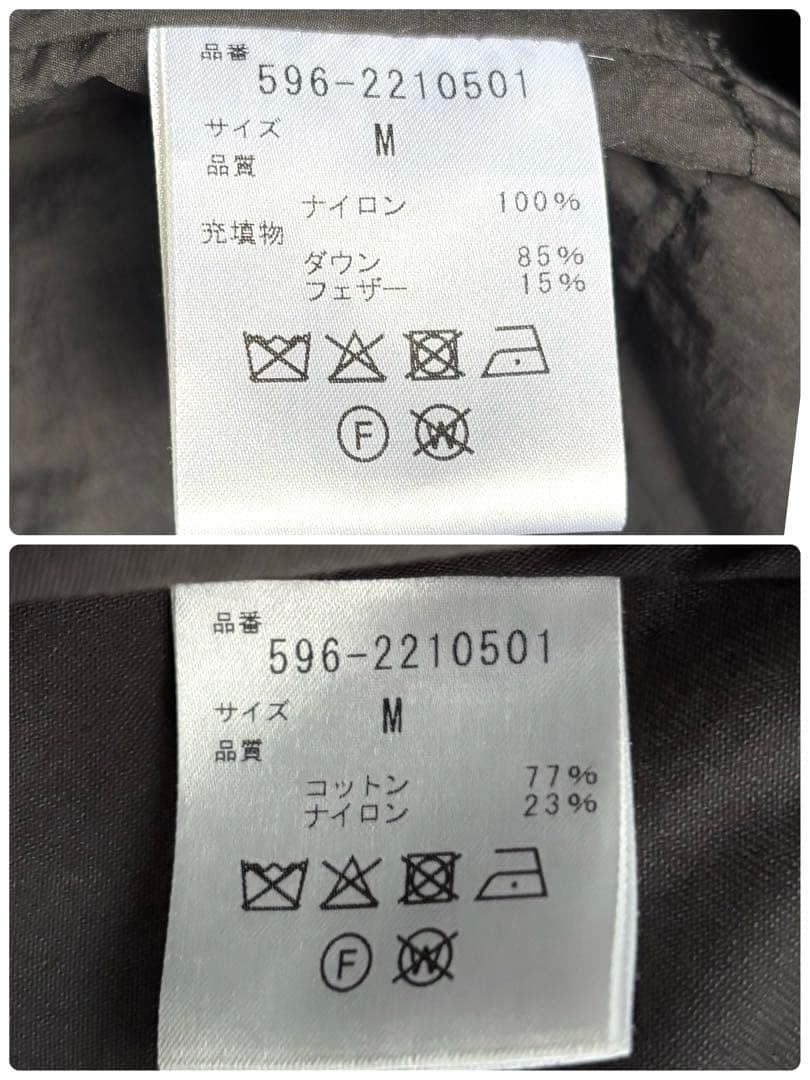 品番
596-2210501
サイズ M
品質
ナイロン 100%
充填物
ダウン 85%
フェザー 15%
F W
品番
596-2210501
サイズ M
品質
コットン 77%
ナイロン 23%
F W